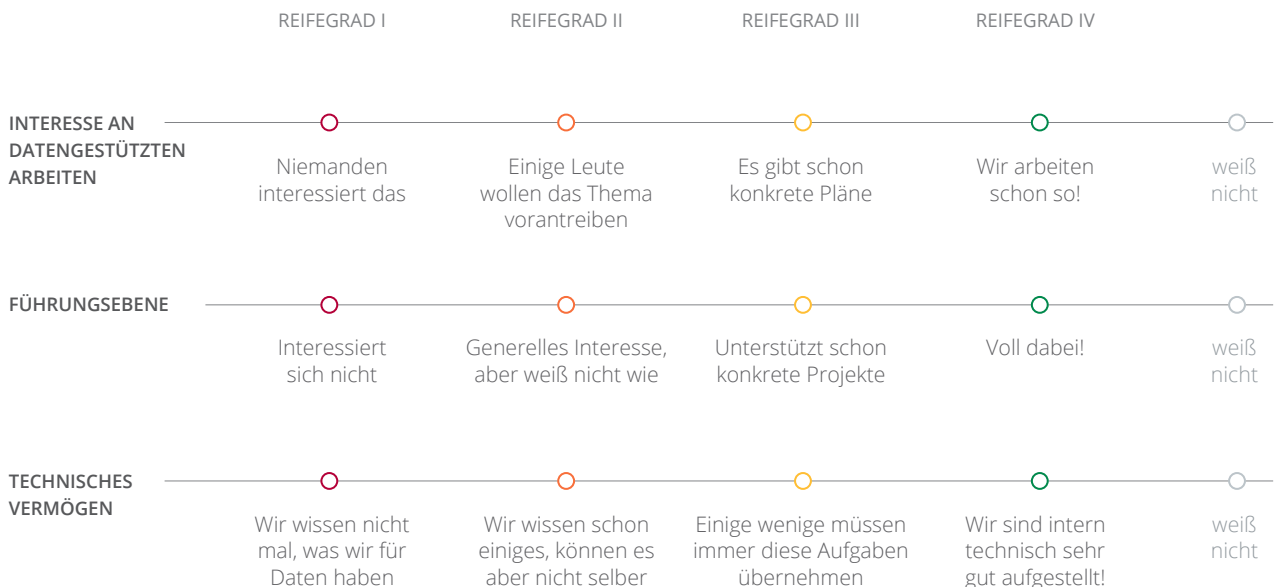 REIFEGRAD I
REIFEGRAD II
REIFEGRAD III
REIFEGRAD IV
INTERESSE AN
DATENGESTÜTZTEN
ARBEITEN
Niemanden
interessiert das
Einige Leute
wollen das Thema
vorantreiben
Es gibt schon
konkrete Pläne
Wir arbeiten
schon so!
weiß
nicht
FÜHRUNGSEBENE
Interessiert
sich nicht
Generelles Interesse,
aber weiß nicht wie
Unterstützt schon
konkrete Projekte
Voll dabei!
weiß
nicht
TECHNISCHES
VERMÖGEN
Wir wissen nicht
mal, was wir für
Daten haben
Wir wissen schon
einiges, können es
aber nicht selber
Einige wenige müssen
immer diese Aufgaben
übernehmen
Wir sind intern
technisch sehr
gut aufgestellt!
weiß
nicht